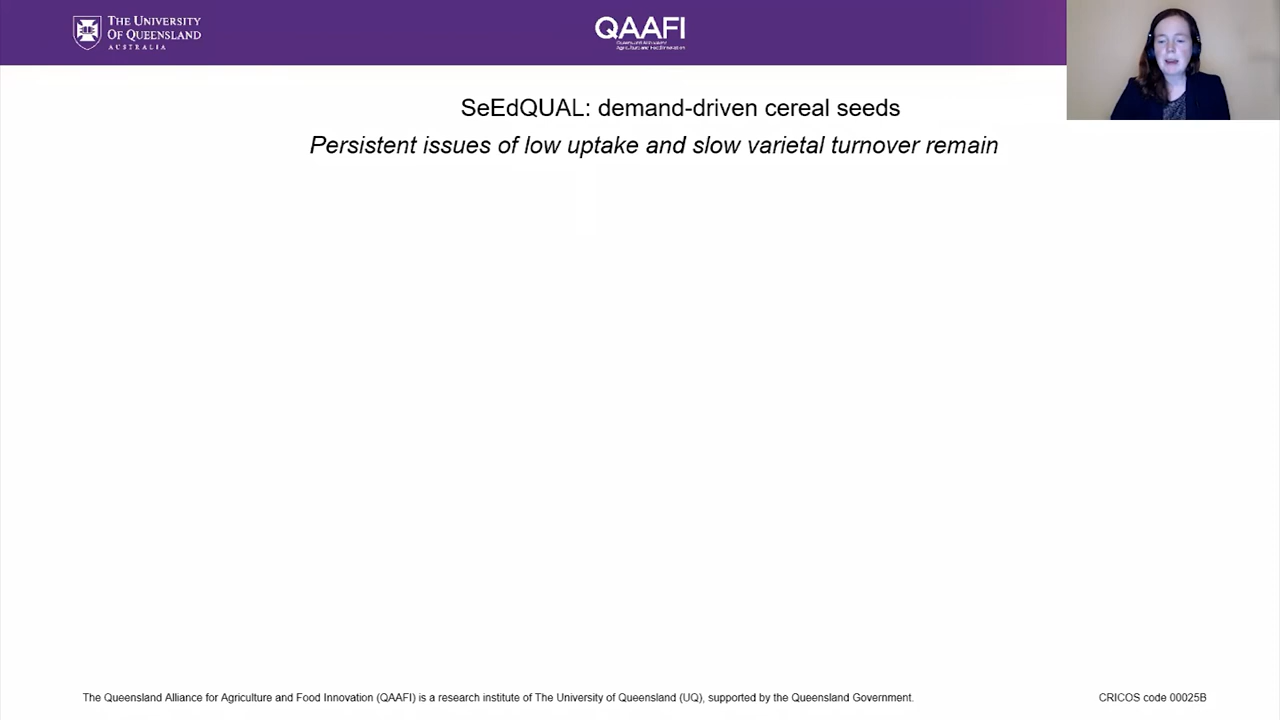 THE UNIVERSITY
OF QUEENSLAND
AUSTRALIA
QAAFI
Queensland Alliance for
Agriculture and Food Innovation
SeEdQUAL: demand-driven cereal seeds
Persistent issues of low uptake and slow varietal turnover remain
The Queensland Alliance for Agriculture and Food Innovation (QAAFI) is a research institute of The University of Queensland (UQ), supported by the Queensland Government.
CRICOS code 00025B